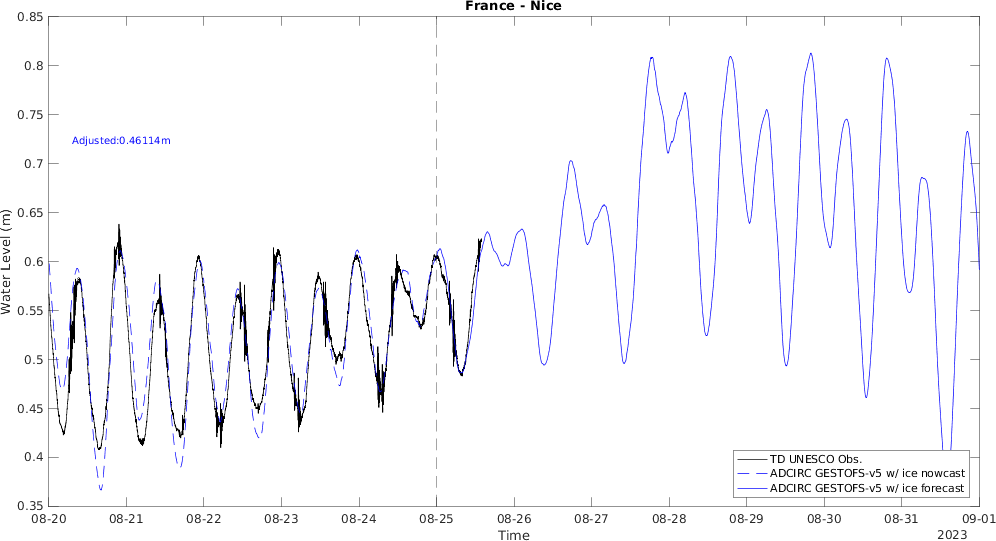 France - Nice
0.85
0.8
0.75
0.7
0.65
0.6
0.55
0.5
0.45
0.4
0.35
Water Level (m)
Adjusted:0.46114m
TD UNESCO Obs.
ADCIRC GESTOFS-v5 w/ ice nowcast
ADCIRC GESTOFS-v5 w/ ice forecast
08-20 08-21 08-22 08-23 08-24 08-25 08-26 08-27 08-28 08-29 08-30 08-31 09-01
Time
2023